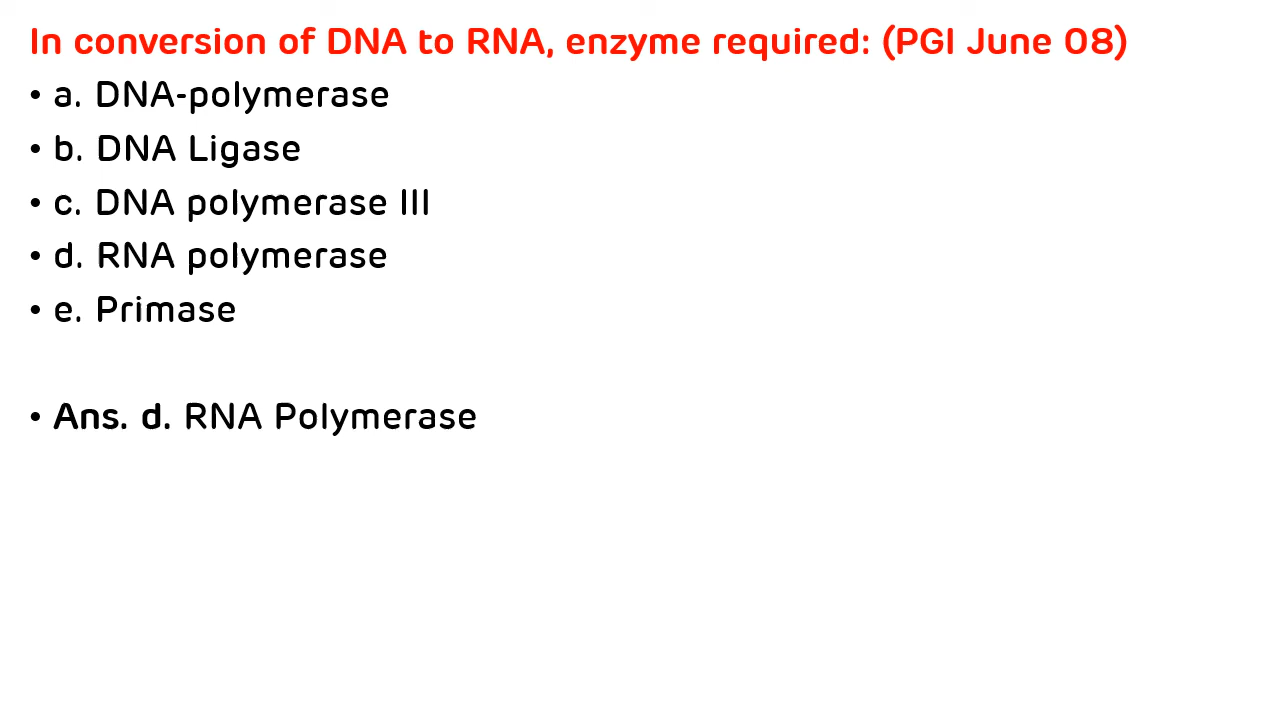 In conversion of DNA to RNA, enzyme required: (PGI June 08)
• a. DNA-polymerase
• b. DNA Ligase
• c. DNA polymerase III
• d. RNA polymerase
• e. Primase
• Ans. d. RNA Polymerase